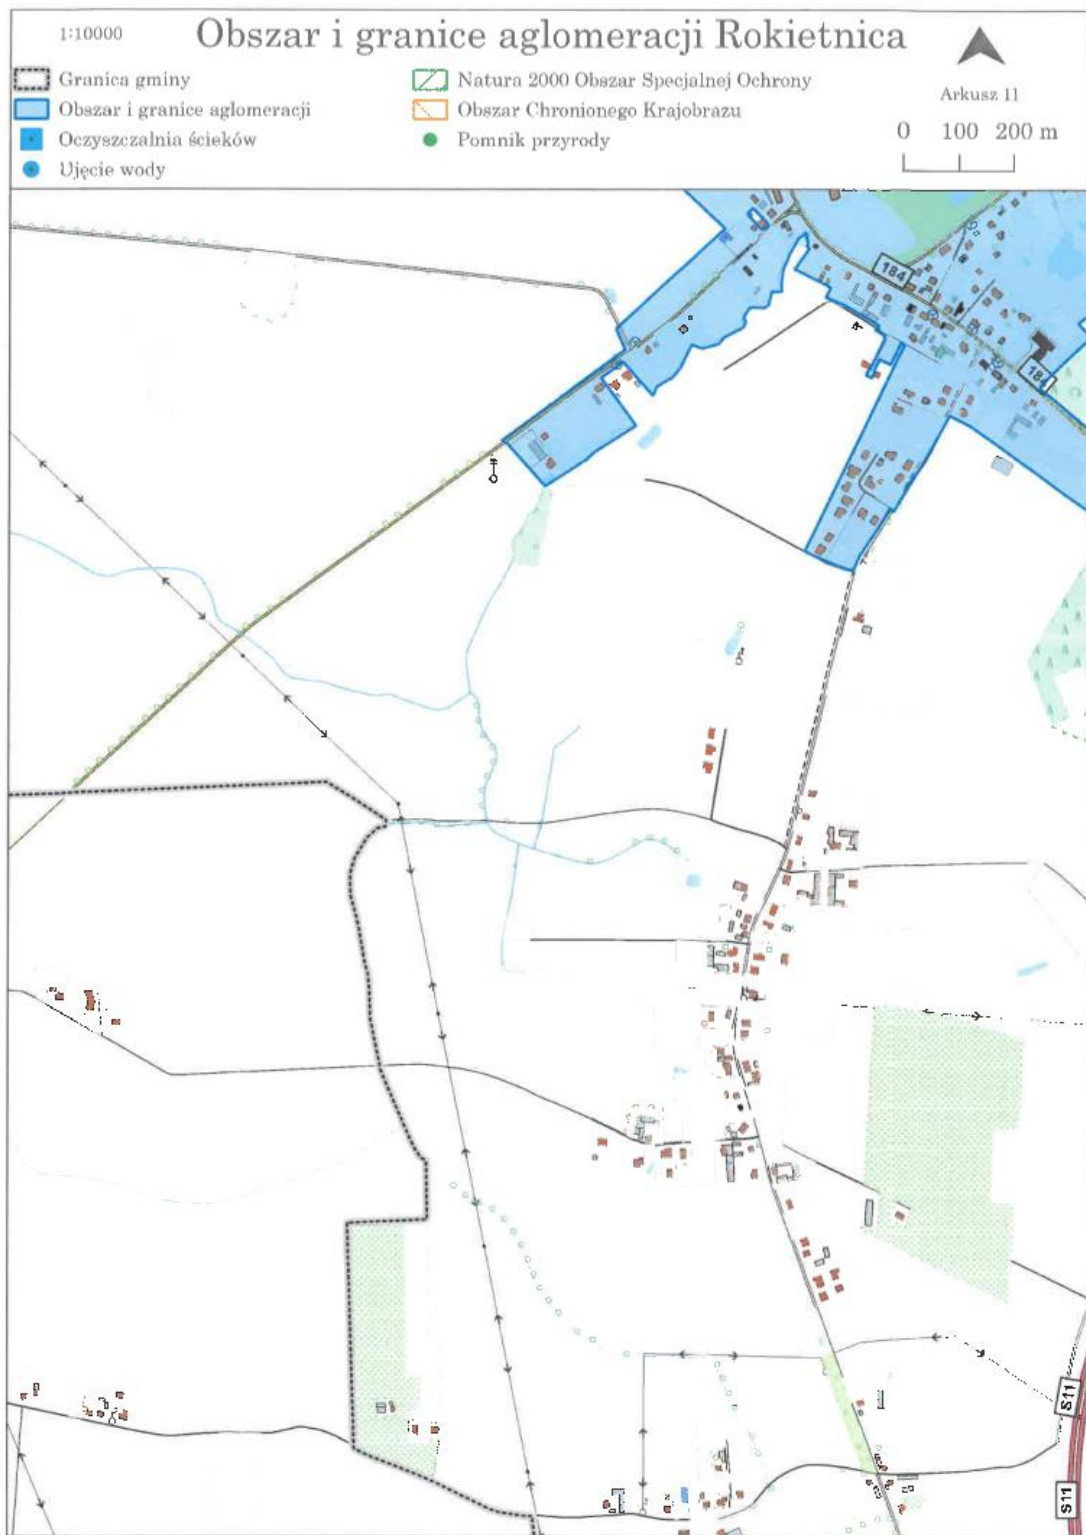 1:10000
Obszar i granice aglomeracji Rokietnica
Granica gminy
Obszar i granice aglomeracji
Oczyszczalnia ścieków
Ujęcie wody
Natura 2000 Obszar Specjalnej Ochrony
Obszar Chronionego Krajobrazu
Pomnik przyrody
Arkusz 11
0 100 200 m
184
184
S11
S11